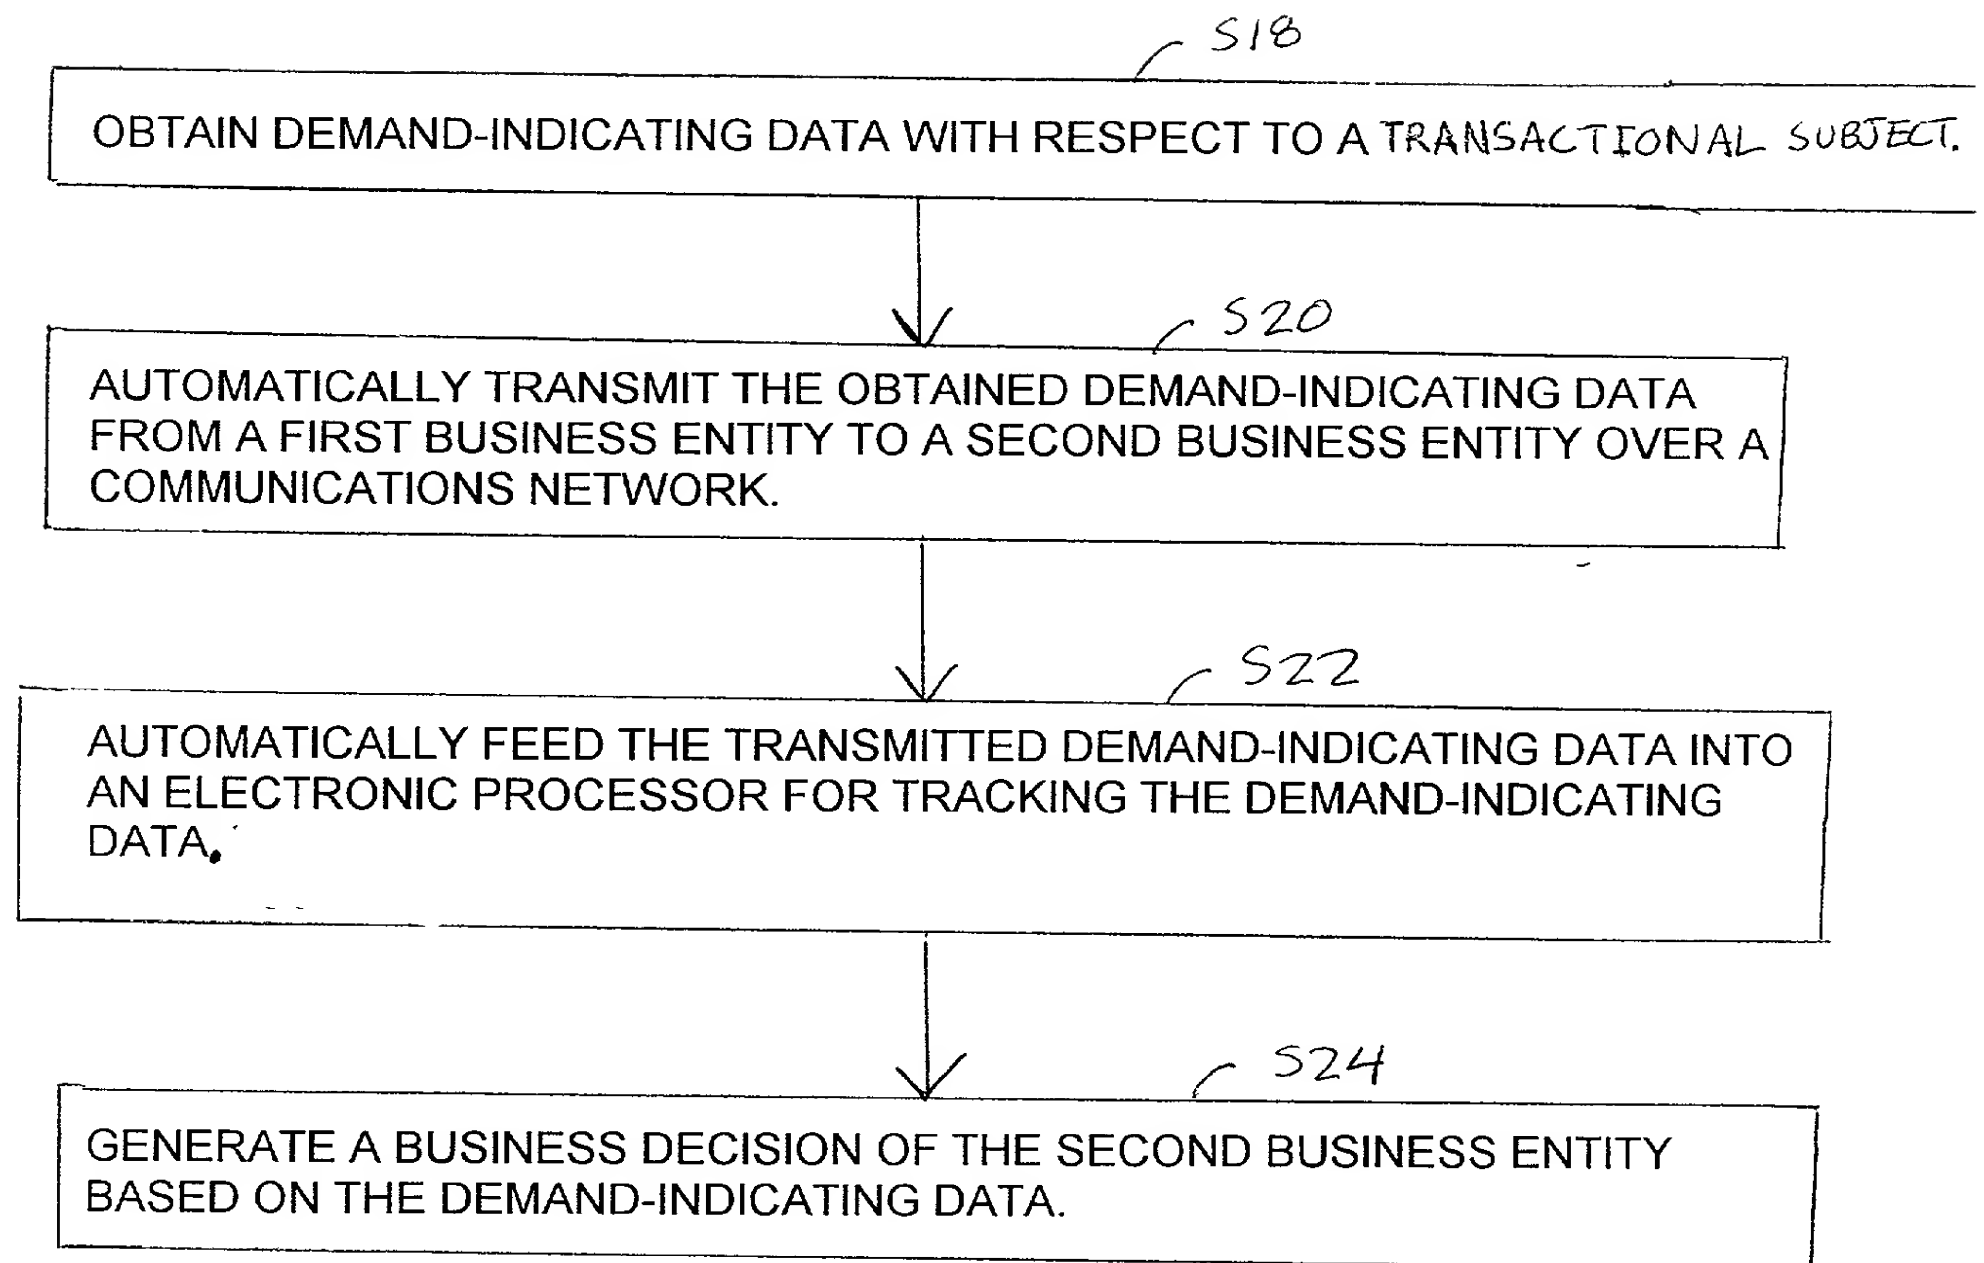 S18
OBTAIN DEMAND-INDICATING DATA WITH RESPECT TO A TRANSACTIONAL SUBJECT.
S20
AUTOMATICALLY TRANSMIT THE OBTAINED DEMAND-INDICATING DATA
FROM A FIRST BUSINESS ENTITY TO A SECOND BUSINESS ENTITY OVER A
COMMUNICATIONS NETWORK.
S22
AUTOMATICALLY FEED THE TRANSMITTED DEMAND-INDICATING DATA INTO
AN ELECTRONIC PROCESSOR FOR TRACKING THE DEMAND-INDICATING
DATA.
S24
GENERATE A BUSINESS DECISION OF THE SECOND BUSINESS ENTITY
BASED ON THE DEMAND-INDICATING DATA.